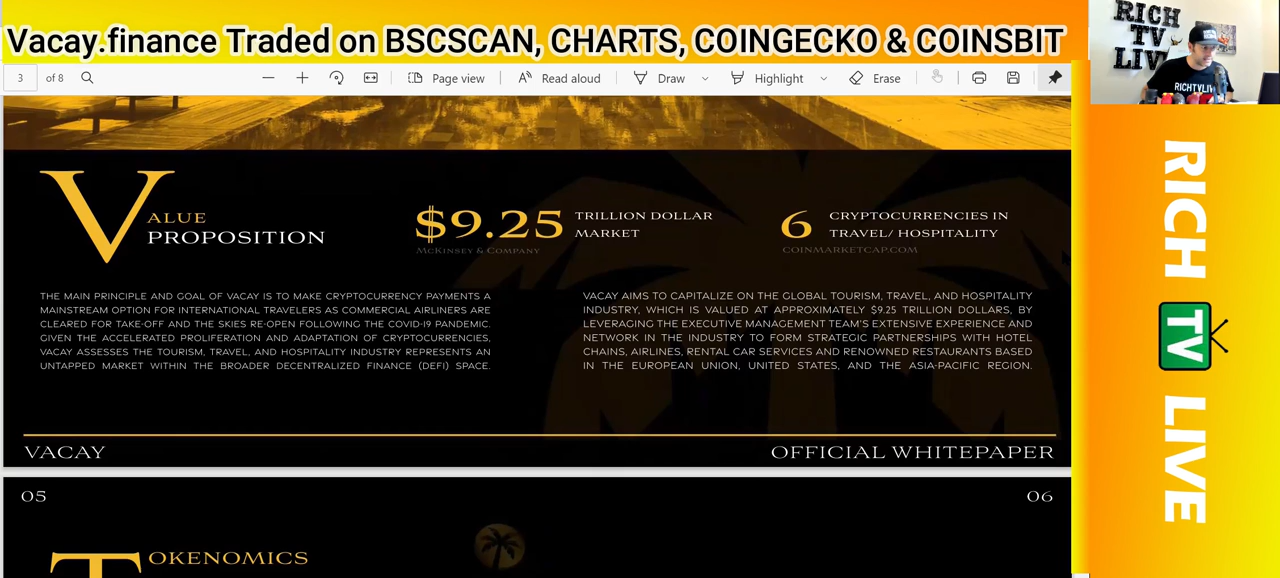 Vacay.finance Traded on BSCSCAN, CHARTS, COINGECKO & COINSBIT
RICH
TV
LIV
RICHTVLIV
3 of 8 Page view Read aloud Draw Highlight Erase
VALUE
PROPOSITION
$9.25 TRILLION DOLLAR
MARKET
MCKINSEY & COMPANY
6 CRYPTOCURRENCIES IN
TRAVEL/ HOSPITALITY
COINMARKETCAP.COM
THE MAIN PRINCIPLE AND GOAL OF VACAY IS TO MAKE CRYPTOCURRENCY PAYMENTS A
MAINSTREAM OPTION FOR INTERNATIONAL TRAVELERS AS COMMERCIAL AIRLINERS ARE
CLEARED FOR TAKE-OFF AND THE SKIES RE-OPEN FOLLOWING THE COVID-19 PANDEMIC.
GIVEN THE ACCELERATED PROLIFERATION AND ADAPTATION OF CRYPTOCURRENCIES,
VACAY ASSESSES THE TOURISM, TRAVEL, AND HOSPITALITY INDUSTRY REPRESENTS AN
UNTAPPED MARKET WITHIN THE BROADER DECENTRALIZED FINANCE (DEFI) SPACE.
VACAY AIMS TO CAPITALIZE ON THE GLOBAL TOURISM, TRAVEL, AND HOSPITALITY
INDUSTRY, WHICH IS VALUED AT APPROXIMATELY $9.25 TRILLION DOLLARS, BY
LEVERAGING THE EXECUTIVE MANAGEMENT TEAM'S EXTENSIVE EXPERIENCE AND
NETWORK IN THE INDUSTRY TO FORM STRATEGIC PARTNERSHIPS WITH HOTEL
CHAINS, AIRLINES, RENTAL CAR SERVICES AND RENOWNED RESTAURANTS BASED
IN THE EUROPEAN UNION, UNITED STATES, AND THE ASIA-PACIFIC REGION.
VACAY
OFFICIAL WHITEPAPER
05
06
TOKENOMICS
RICH TV LIVE